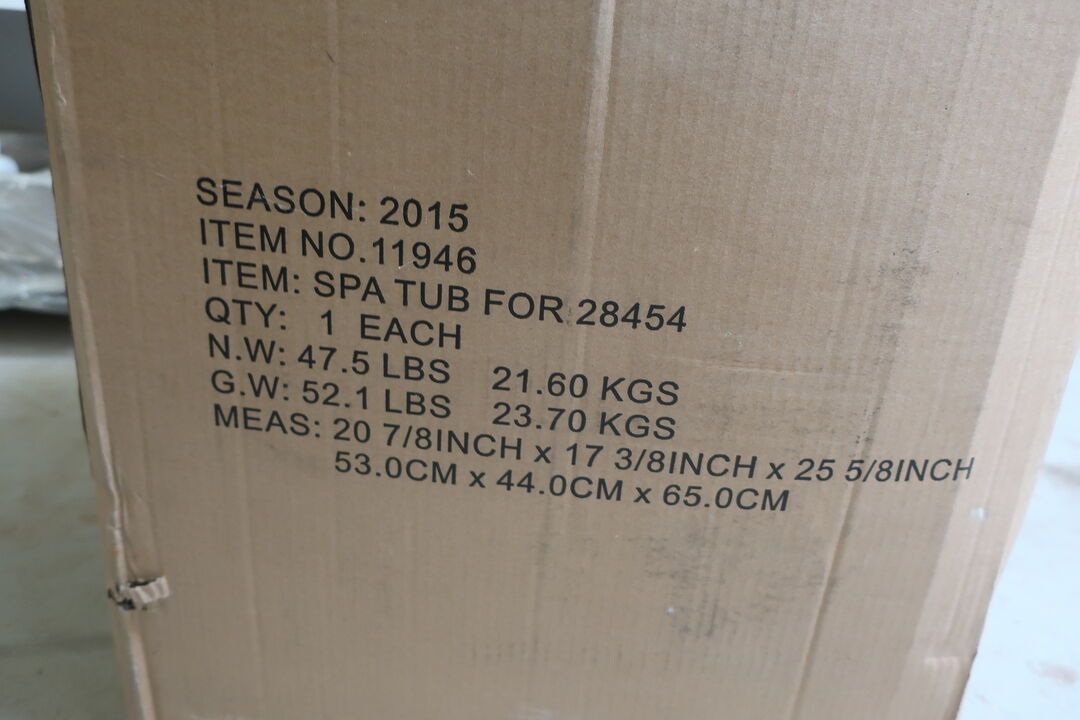 SEASON: 2015
ITEM NO.11946
ITEM: SPA TUB FOR 28454
QTY: 1 EACH
N.W: 47.5 LBS 21.60 KGS
G.W: 52.1 LBS 23.70 KGS
MEAS: 20 7/8INCH x 17 3/8INCH x 25 5/8INCH
53.0CM x 44.0CM x 65.0CM